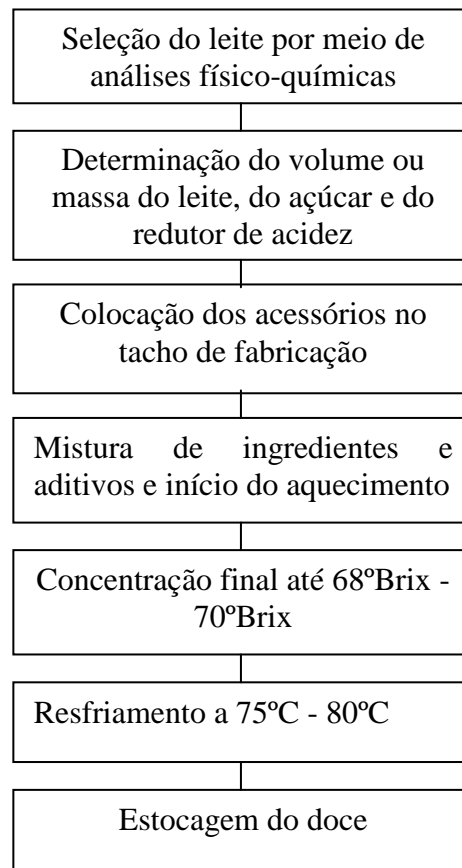 Seleção do leite por meio de
análises físico-químicas
Determinação do volume ou
massa do leite, do açúcar e do
redutor de acidez
Colocação dos acessórios no
tacho de fabricação
Mistura de ingredientes e
aditivos e início do aquecimento
Concentração final até 68ºBrix -
70ºBrix
Resfriamento a 75ºC - 80ºC
Estocagem do doce